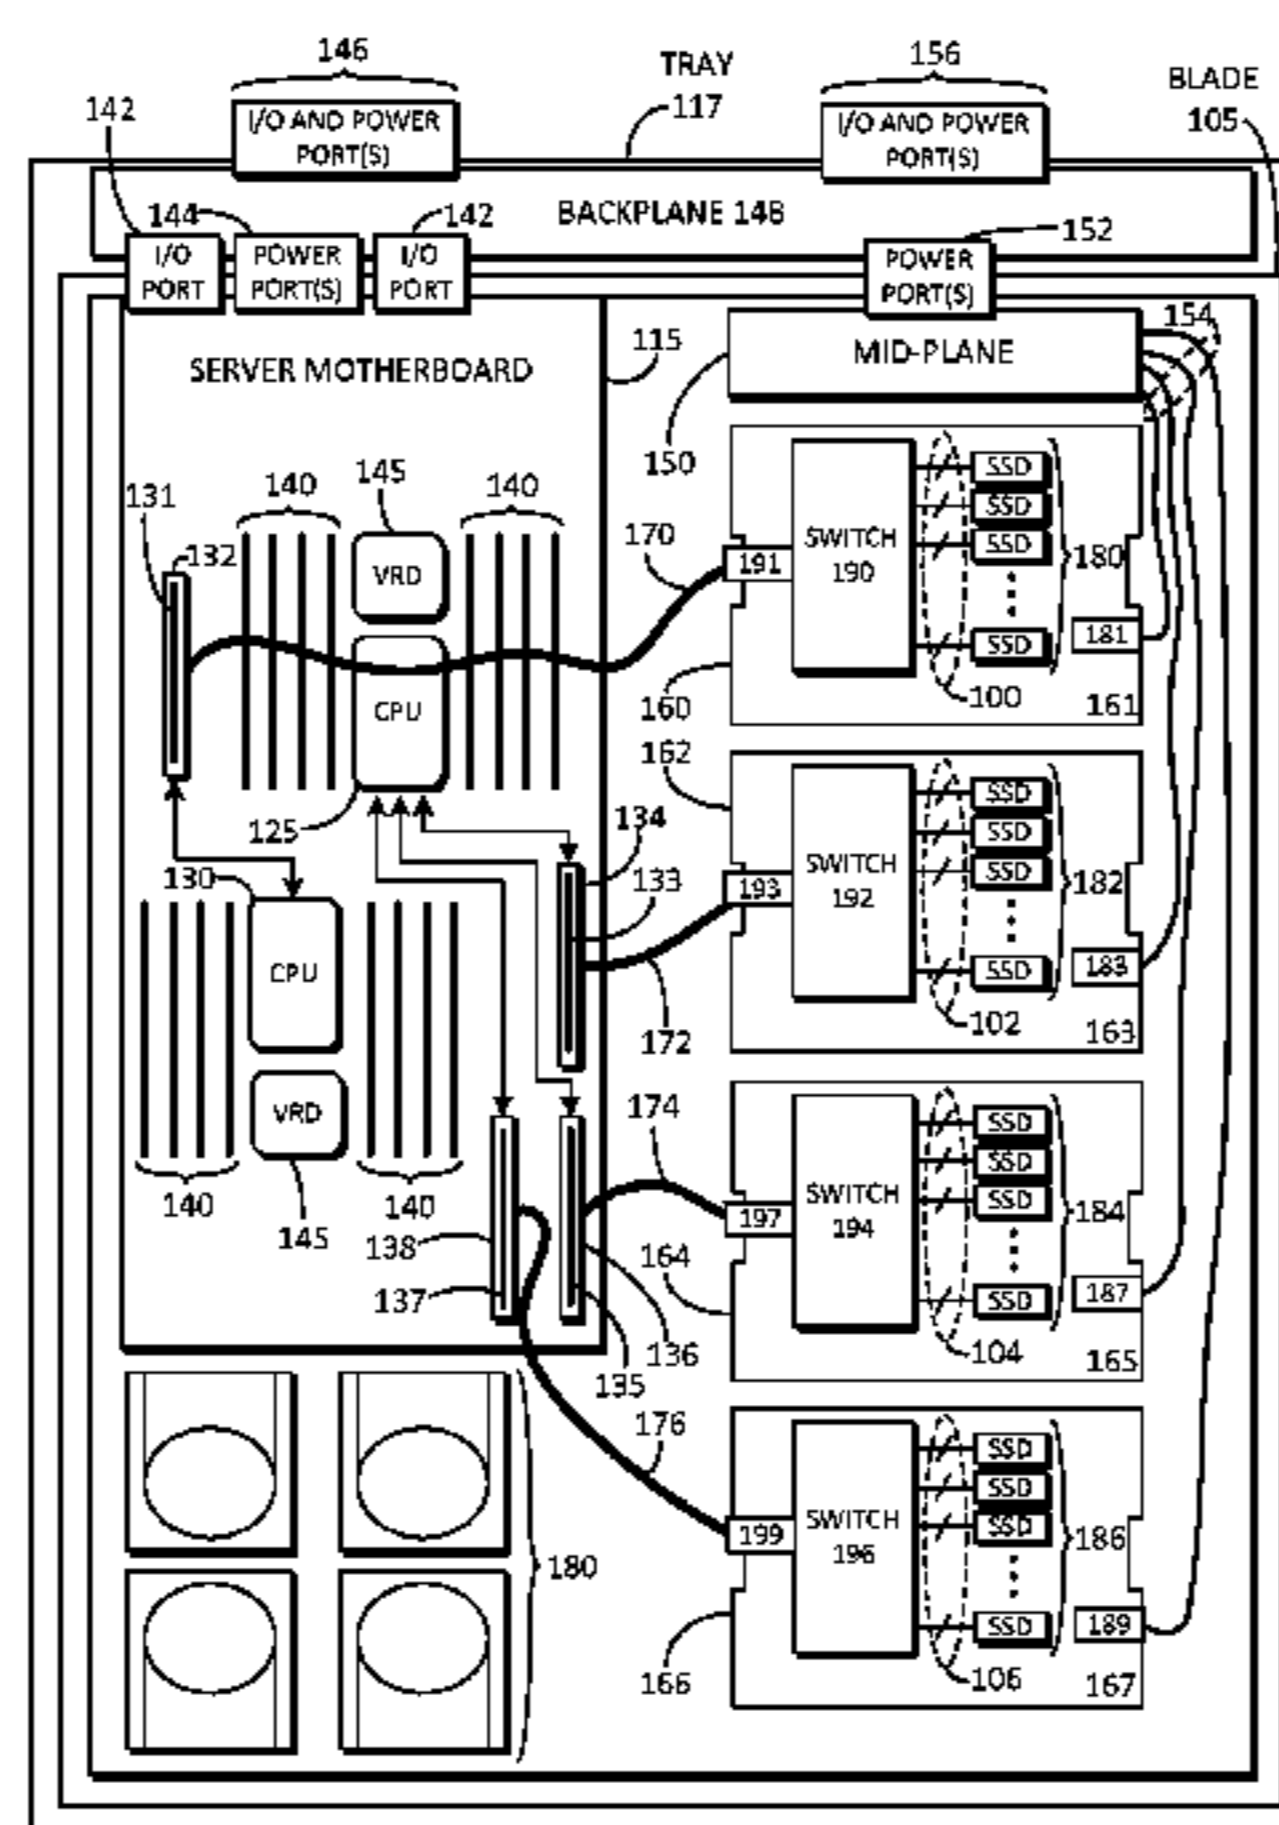 146
TRAY
117
156
BLADE
105
142
I/O AND POWER
PORT(S)
I/O AND POWER
PORT(S)
BACKPLANE 148
144
142
152
I/O
PORT
POWER
PORT(S)
I/O
PORT
POWER
PORT(S)
154
SERVER MOTHERBOARD
115
MID-PLANE
150
131
132
140
145
140
VRD
170
191
SWITCH
190
SSD
SSD
SSD
SSD
180
181
CPU
160
100
161
125
162
134
133
130
193
SWITCH
192
SSD
SSD
SSD
SSD
182
183
CPU
172
102
163
VRD
174
140
145
140
138
137
197
SWITCH
194
SSD
SSD
SSD
SSD
184
187
164
136
135
104
165
176
199
SWITCH
196
SSD
SSD
SSD
SSD
186
189
180
166
106
167